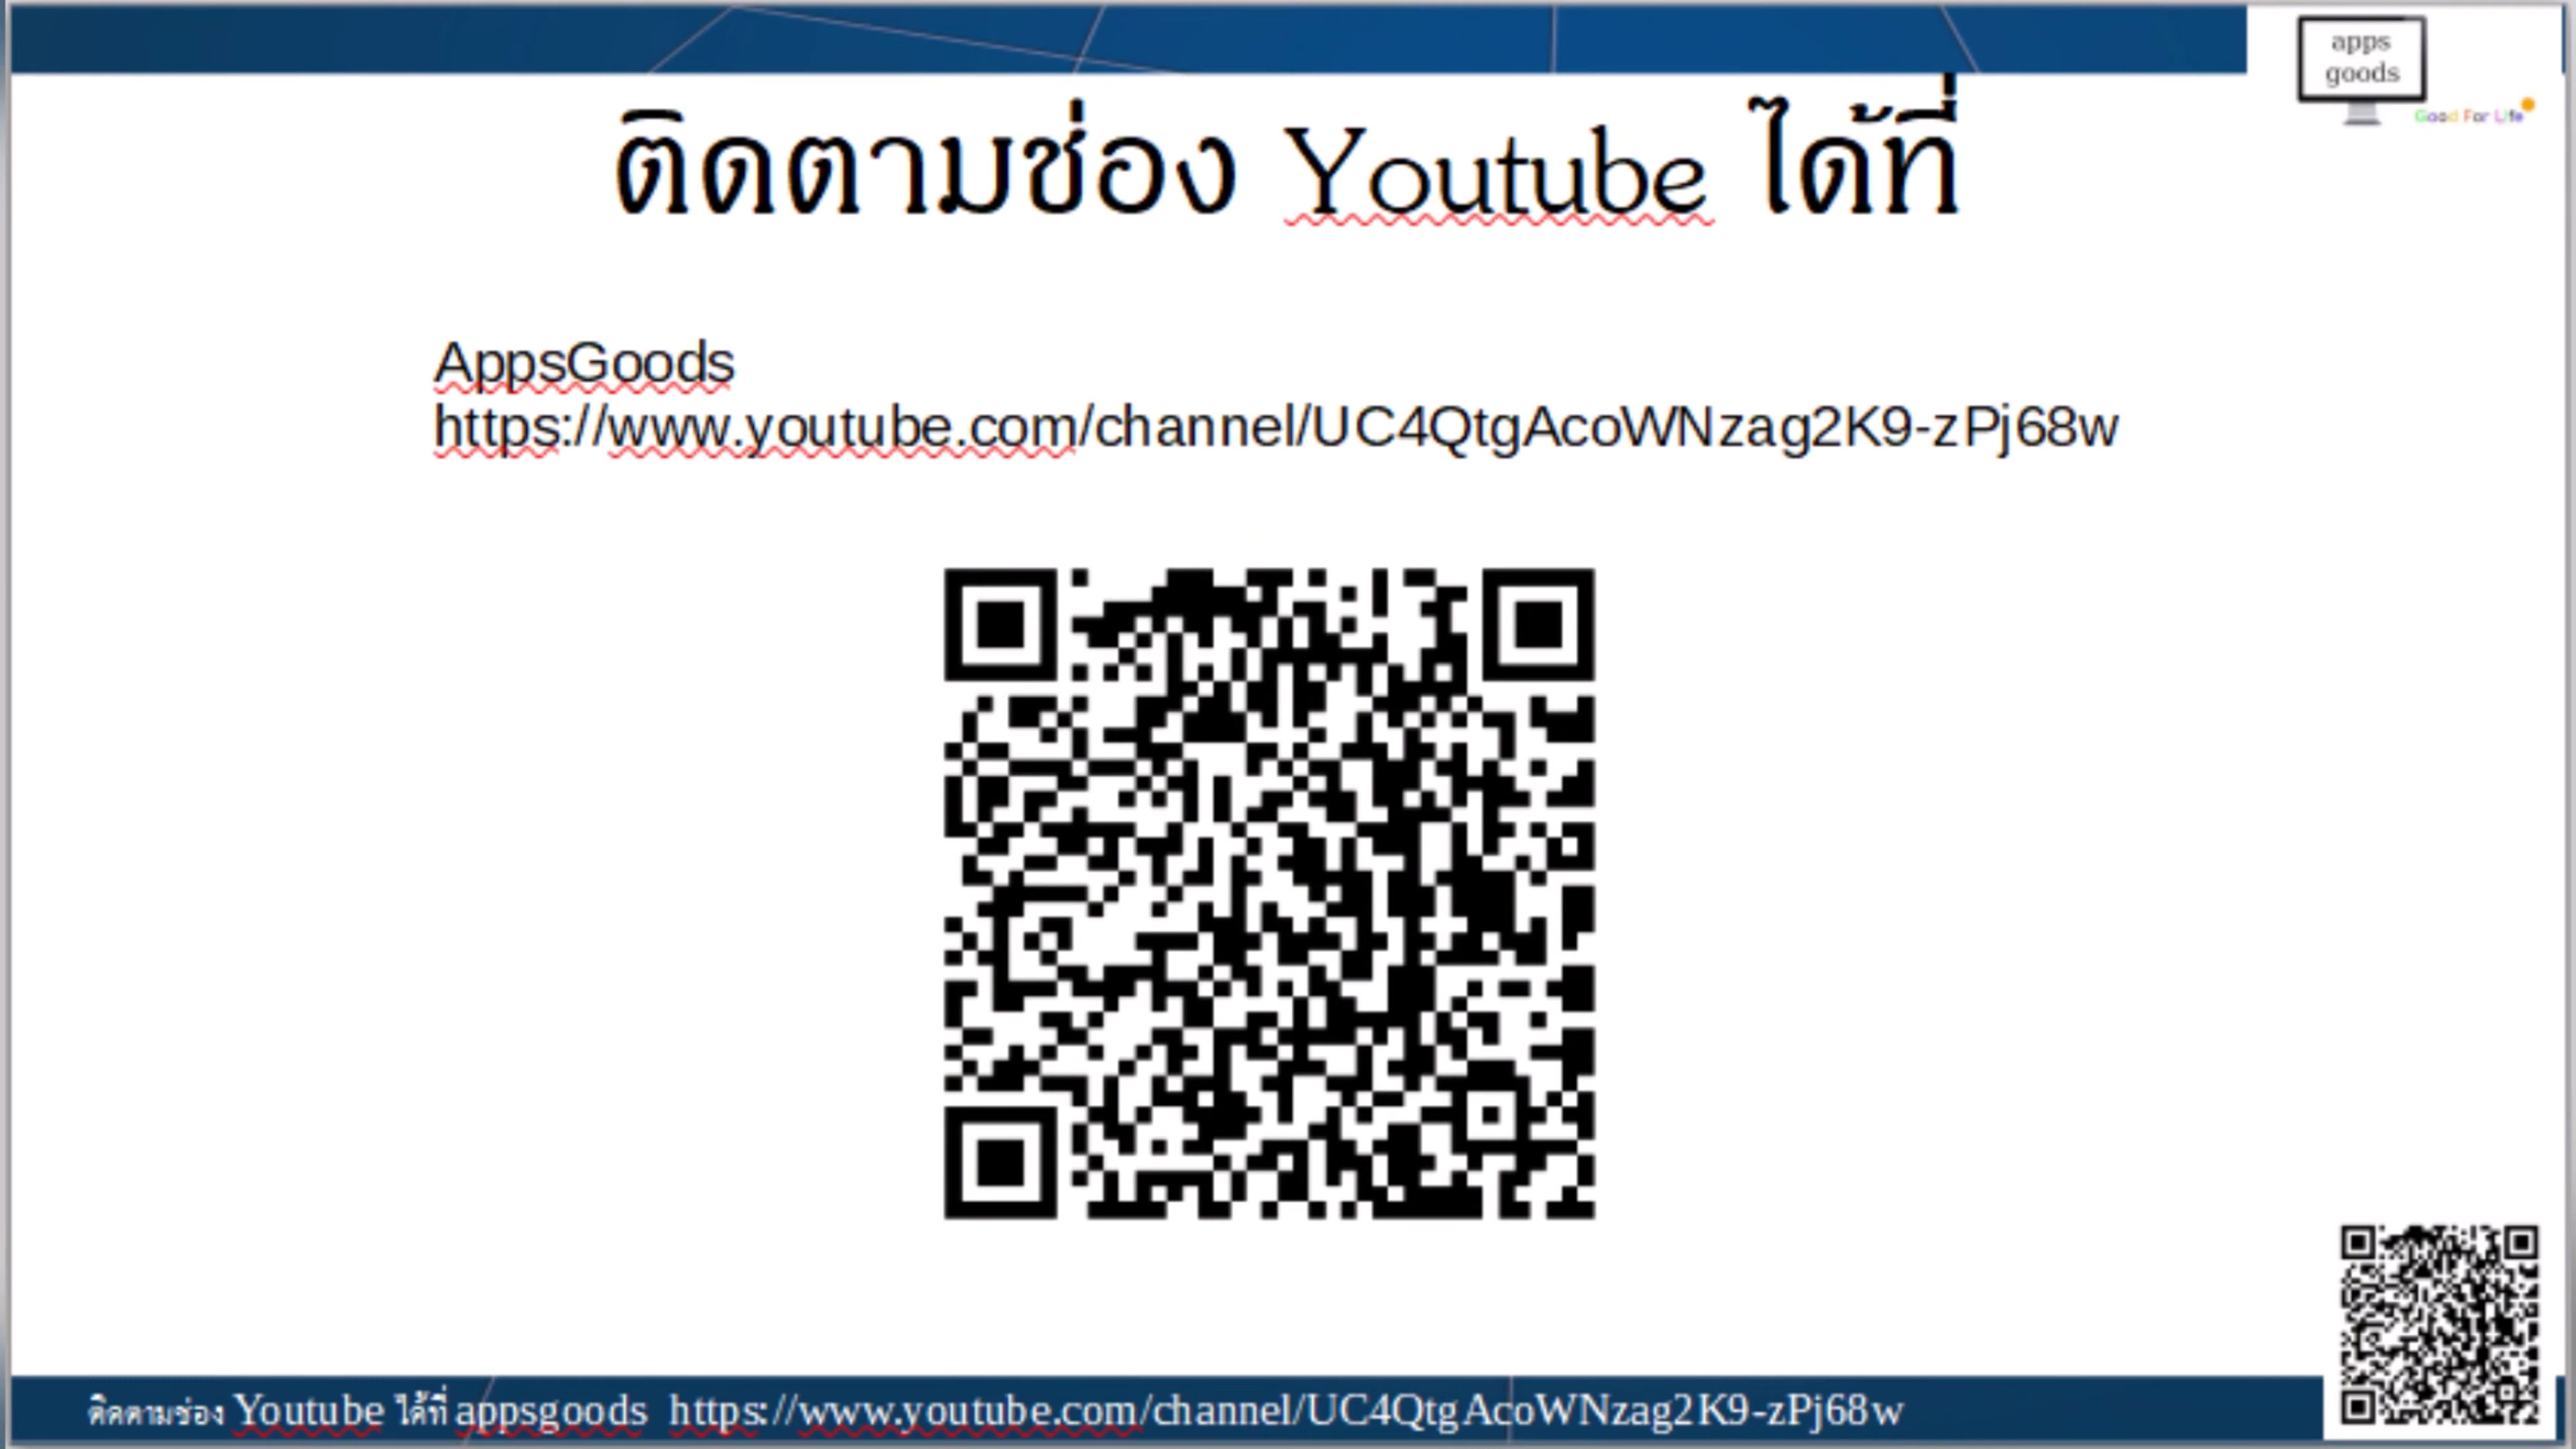 apps
goods
Good For Life
ติดตามช่อง Youtube ได้ที่
AppsGoods
https://www.youtube.com/channel/UC4QtgAcoWNzag2K9-zPj68w
ติดตามช่อง Youtube ได้ที่ appsgoods https://www.youtube.com/channel/UC4QtgAcoWNzag2K9-zPj68w